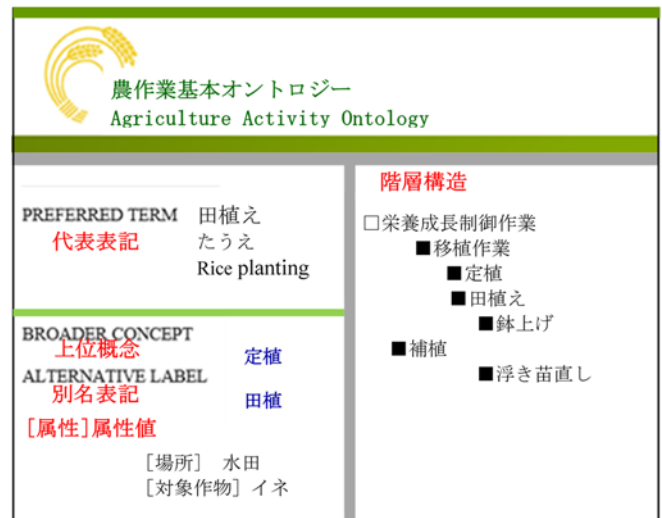 農作業基本オントロジー
Agriculture Activity Ontology
PREFERRED TERM 田植え
代表表記 たうえ
Rice planting
BROADER CONCEPT
上位概念 定植
ALTERNATIVE LABEL
別名表記 田植
[属性]属性値
[場所] 水田
[対象作物] イネ
階層構造
□栄養成長制御作業
■移植作業
■定植
■田植え
■鉢上げ
■補植
■浮き苗直し